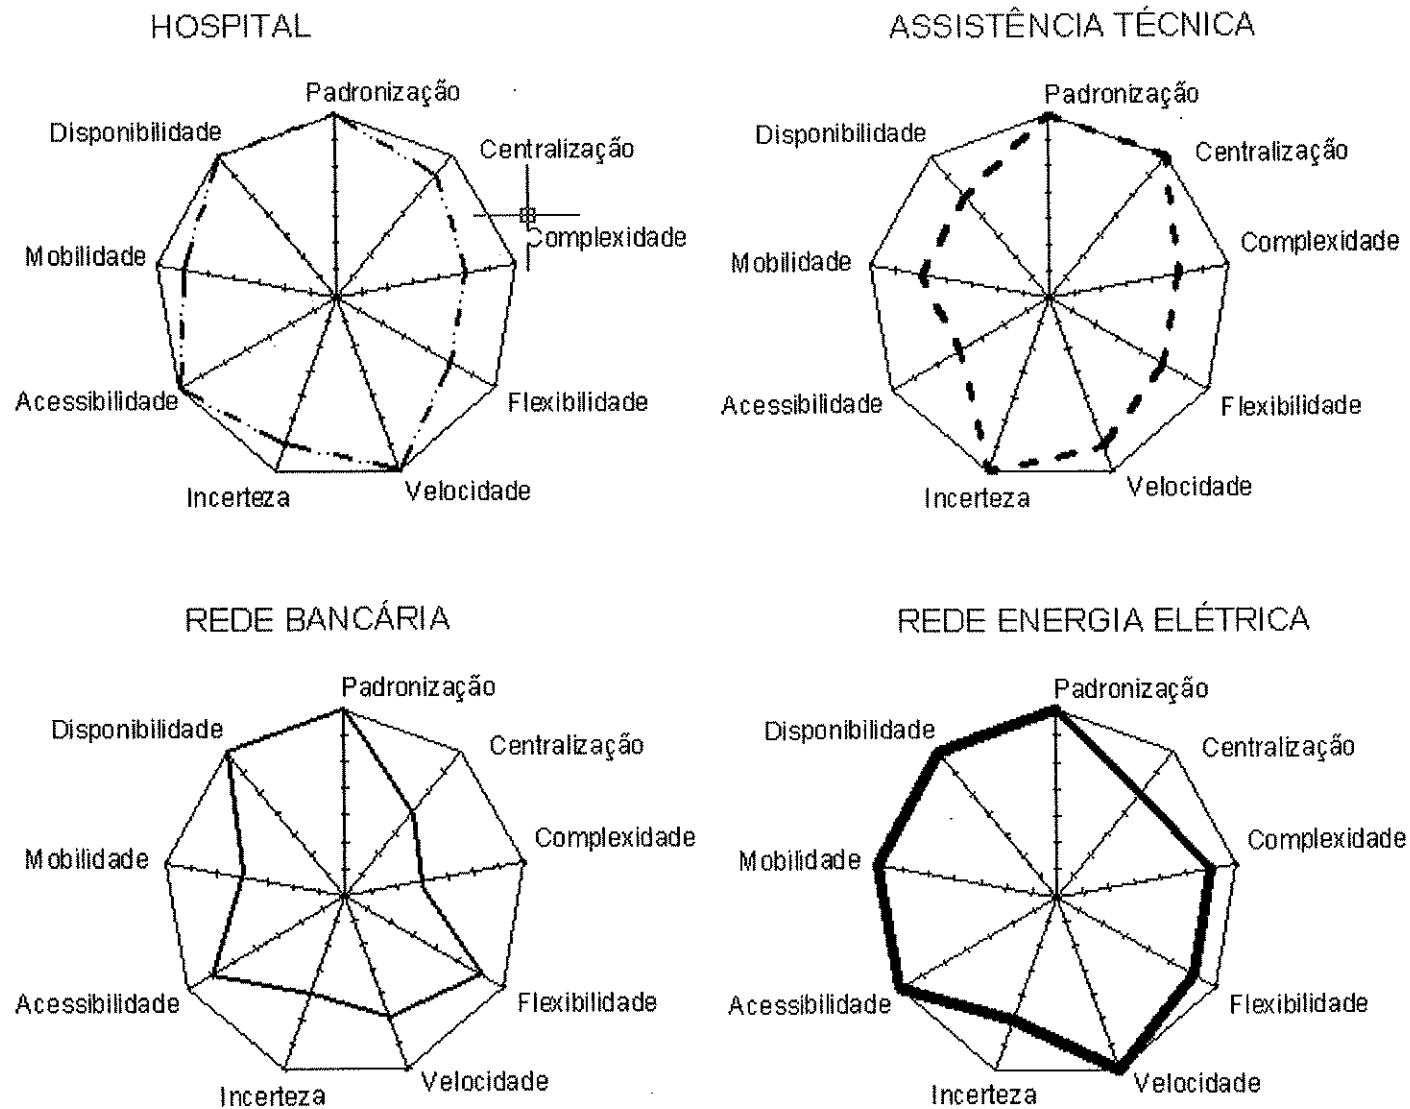 HOSPITAL
Padronização
Disponibilidade
Centralização
Complexidade
Mobilidade
Acessibilidade
Flexibilidade
Incerteza
Velocidade
ASSISTÊNCIA TÉCNICA
Padronização
Disponibilidade
Centralização
Complexidade
Mobilidade
Acessibilidade
Flexibilidade
Incerteza
Velocidade
REDE BANCÁRIA
Padronização
Disponibilidade
Centralização
Complexidade
Mobilidade
Acessibilidade
Flexibilidade
Incerteza
Velocidade
REDE ENERGIA ELÉTRICA
Padronização
Disponibilidade
Centralização
Complexidade
Mobilidade
Acessibilidade
Flexibilidade
Incerteza
Velocidade